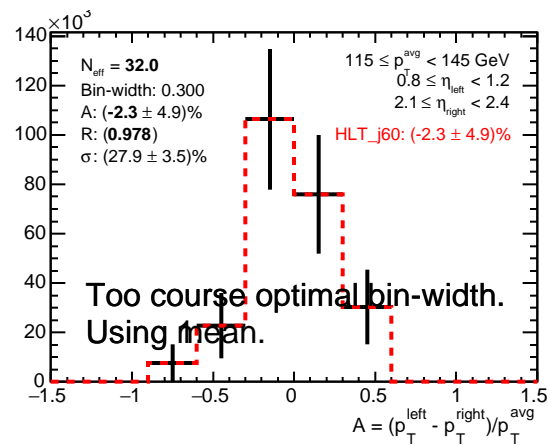 ×10³
140
120
100
80
60
40
20
0
N_eff = 32.0
Bin-width: 0.300
A: (-2.3 ± 4.9)%
R: (0.978)
σ: (27.9 ± 3.5)%
115 ≤ p_T^avg < 145 GeV
0.8 ≤ η_left < 1.2
2.1 ≤ η_right < 2.4
HLT_j60: (-2.3 ± 4.9)%
Too course optimal bin-width.
Using mean.
−1.5 −1 −0.5 0 0.5 1 1.5
A = (p_T^left - p_T^right)/p_T^avg